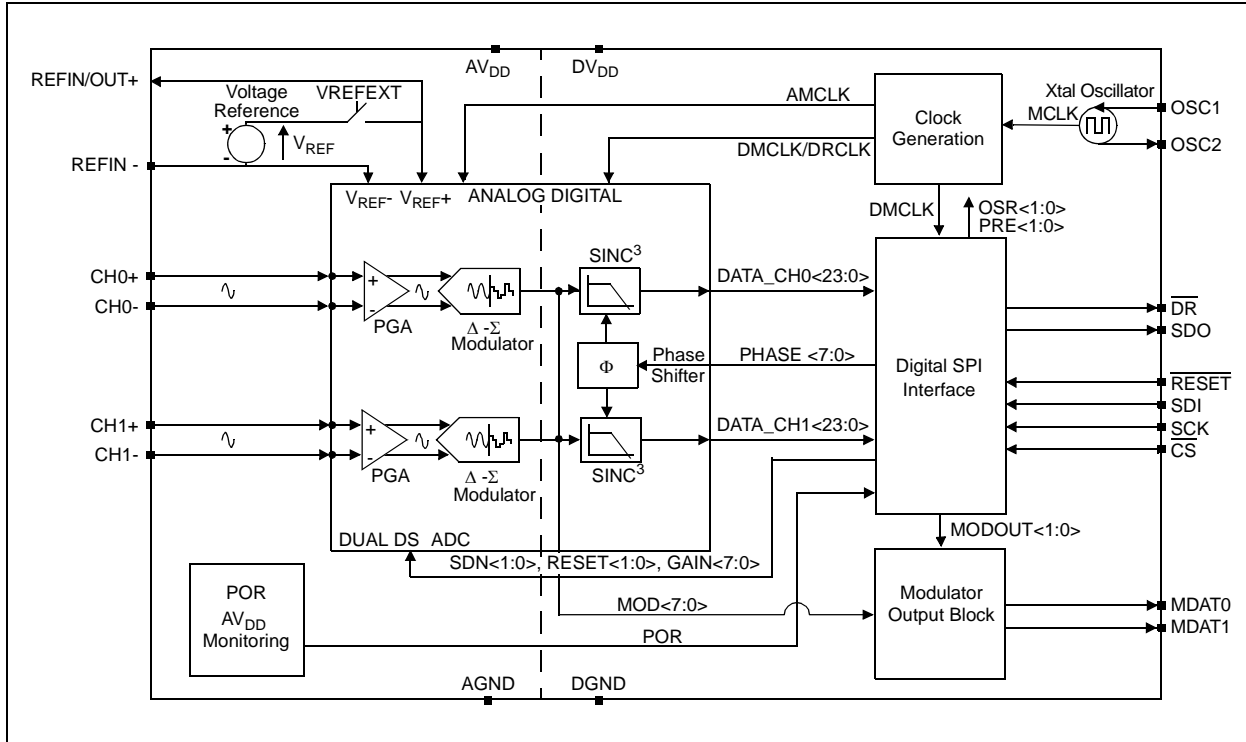 AVDD
DVDD
REFIN/OUT+
Voltage
Reference
VREFEXT
+
-
VREF
REFIN -
AMCLK
DMCLK/DRCLK
Clock
Generation
Xtal Oscillator
MCLK
OSC1
OSC2
VREF- VREF+
ANALOG DIGITAL
DMCLK
OSR<1:0>
PRE<1:0>
CH0+
CH0-
+
-
PGA
Δ -Σ
Modulator
SINC3
DATA_CH0<23:0>
Φ
Phase
Shifter
PHASE <7:0>
Digital SPI
Interface
DR
SDO
RESET
SDI
SCK
CS
CH1+
CH1-
+
-
PGA
Δ -Σ
Modulator
SINC3
DATA_CH1<23:0>
DUAL DS ADC
SDN<1:0>, RESET<1:0>, GAIN<7:0>
MODOUT<1:0>
POR
AVDD
Monitoring
MOD<7:0>
POR
Modulator
Output Block
MDAT0
MDAT1
AGND
DGND